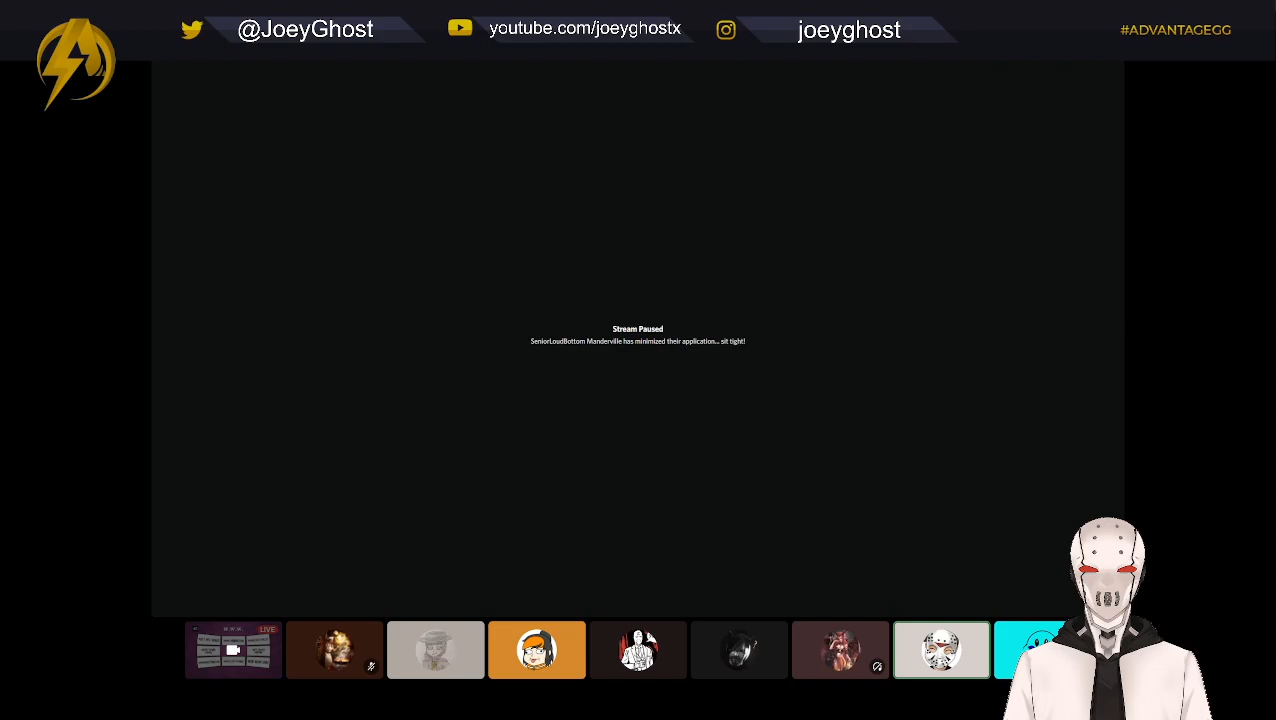 @JoeyGhost
youtube.com/joeyghostx
joeyghost
#ADVANTAGEGG
Stream Paused
SeniorLoudBottom Manderville has minimized their application... sit tight!
LIVE